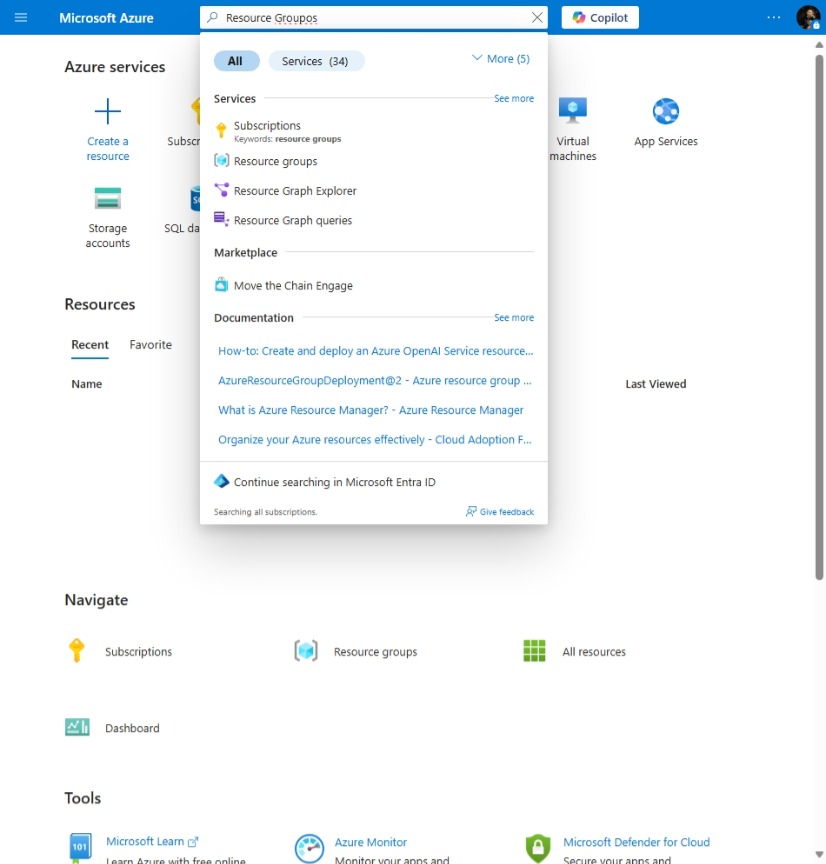 Microsoft Azure
Resource Groupos
Copilot
Azure services
All
Services (34)
More (5)
Services
See more
Create a
resource
Subscr
Subscriptions
Keywords: resource groups
Resource groups
Resource Graph Explorer
Resource Graph queries
Virtual
machines
App Services
Storage
accounts
SQL da
Marketplace
Move the Chain Engage
Documentation
See more
How-to: Create and deploy an Azure OpenAI Service resource...
AzureResourceGroupDeployment@2 - Azure resource group ...
What is Azure Resource Manager? - Azure Resource Manager
Organize your Azure resources effectively - Cloud Adoption F...
Continue searching in Microsoft Entra ID
Searching all subscriptions.
Give feedback
Resources
Recent
Favorite
Name
Last Viewed
Navigate
Subscriptions
Resource groups
All resources
Dashboard
Tools
101
Microsoft Learn
Learn Azure with free online
Azure Monitor
Monitor your apps and
Microsoft Defender for Cloud
Secure your apps and